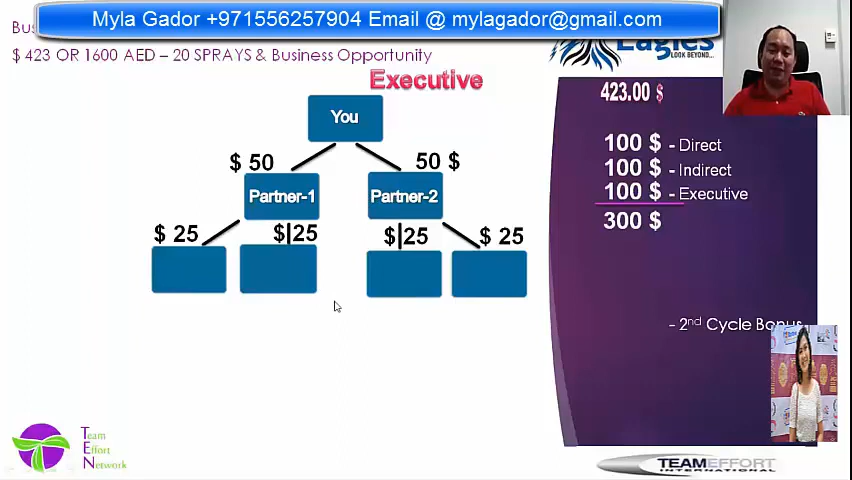 Myla Gador +971556257904 Email @ mylagador@gmail.com
$ 423 OR 1600 AED – 20 SPRAYS & Business Opportunity
Eagles
LOOK BEYOND...
Executive
423.00 $
You
100 $ - Direct
100 $ - Indirect
100 $ - Executive
300 $
$ 50
50 $
Partner-1
Partner-2
$ 25
$ 25
$ 25
$ 25
- 2nd Cycle Bonus
Team
Effort
Network
TEAMEFFORT
INTERNATIONAL